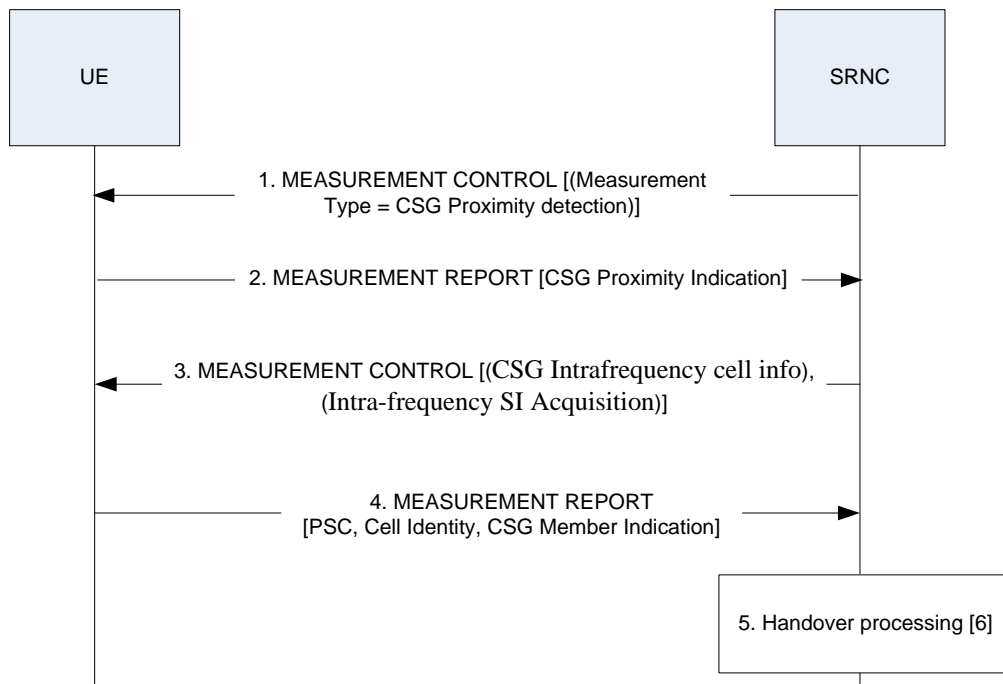 UE
SRNC
1. MEASUREMENT CONTROL [(Measurement
Type = CSG Proximity detection)]
2. MEASUREMENT REPORT [CSG Proximity Indication]
3. MEASUREMENT CONTROL [(CSG Intrafrequency cell info),
(Intra-frequency SI Acquisition)]
4. MEASUREMENT REPORT
[PSC, Cell Identity, CSG Member Indication]
5. Handover processing [6]